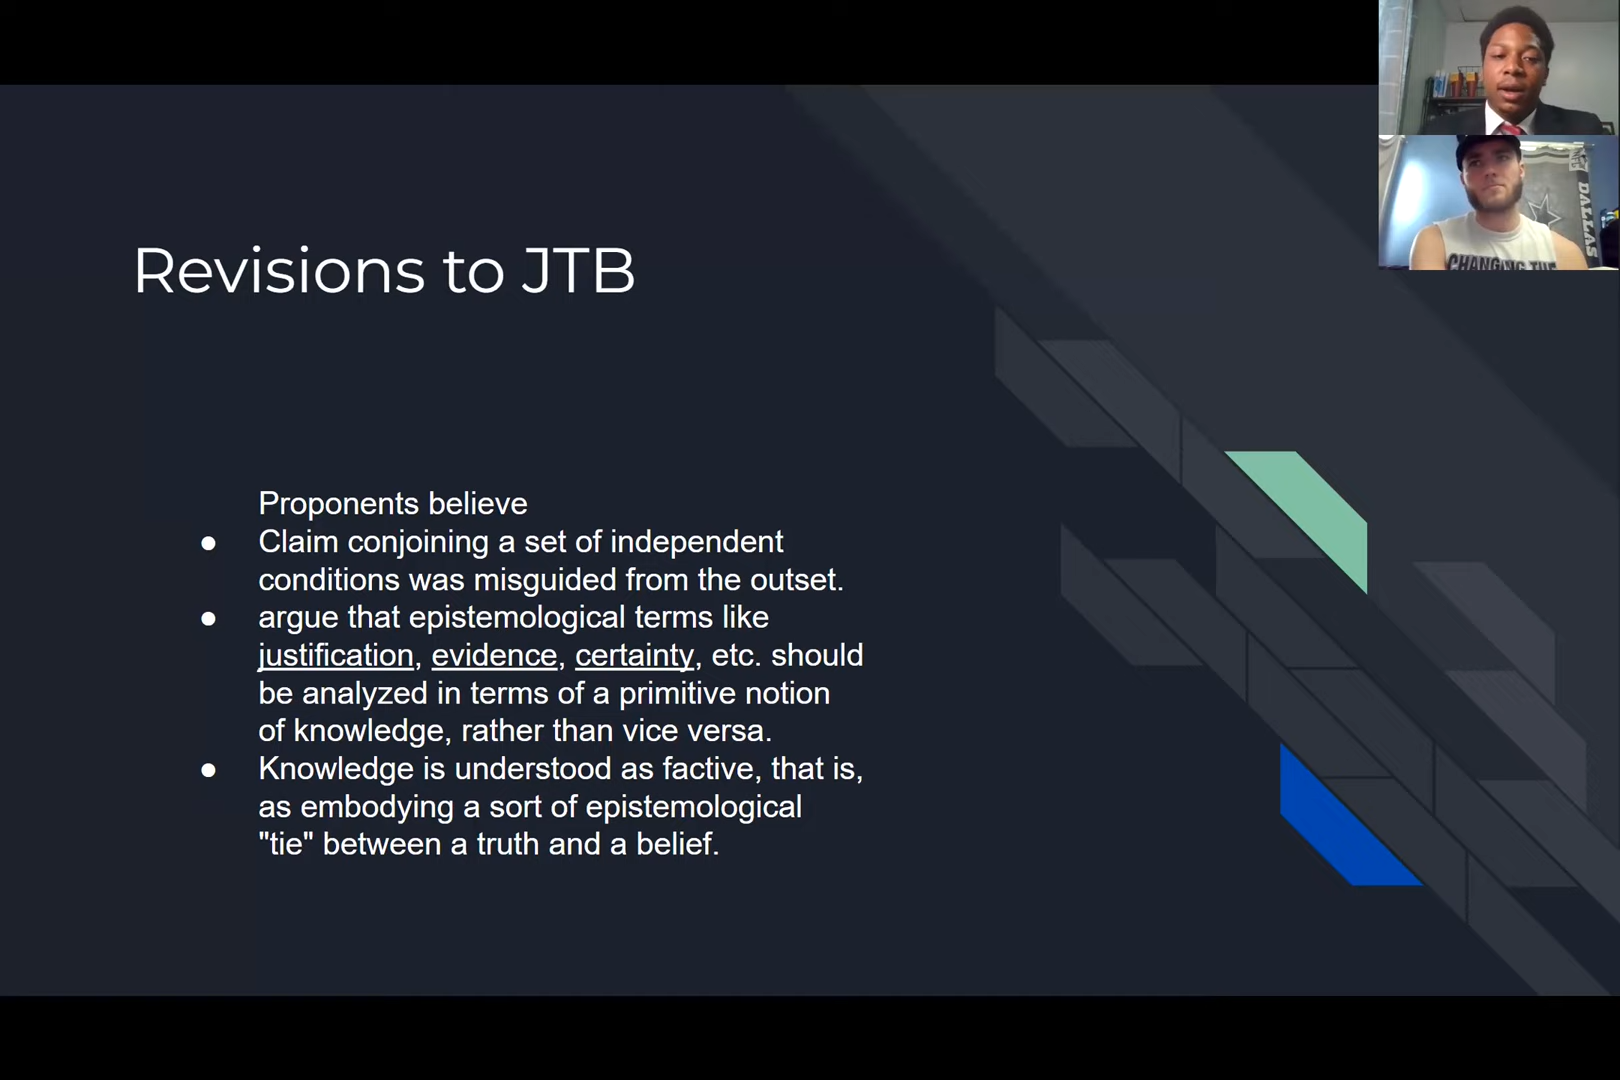 Revisions to JTB
Proponents believe
● Claim conjoining a set of independent
conditions was misguided from the outset.
● argue that epistemological terms like
justification, evidence, certainty, etc. should
be analyzed in terms of a primitive notion
of knowledge, rather than vice versa.
● Knowledge is understood as factive, that is,
as embodying a sort of epistemological
"tie" between a truth and a belief.
DALLAS
CHANGING THE